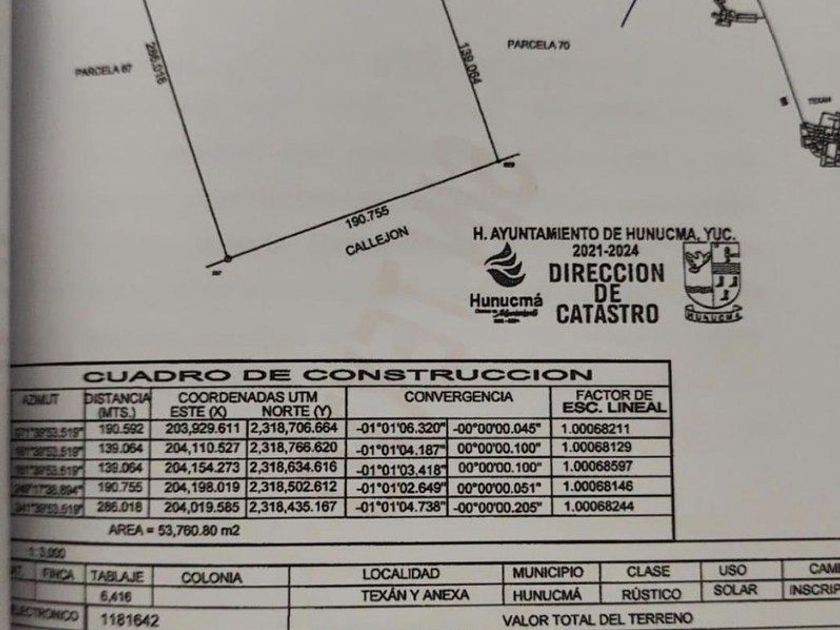 286.018
139.064
PARCELA 70
PARCELA 67
TEXAN
190.755
CALLEJON
H. AYUNTAMIENTO DE HUNUCMA, YUC.
2021-2024
DIRECCION
DE
CATASTRO
Hunucmá
HUNUCMÁ
CUADRO DE CONSTRUCCION
AZIMUT DISTANCIA (MTS.) COORDENADAS UTM CONVERGENCIA FACTOR DE ESC. LINEAL
ESTE (X) NORTE (Y)
190.592 203,929.611 2,318,706.664 -01°01'06.320" -00°00'00.045" 1.00068211
139.064 204,110.527 2,318,766.620 -01°01'04.187" 00°00'00.100" 1.00068129
139.064 204,154.273 2,318,634.616 -01°01'03.418" 00°00'00.100" 1.00068597
190.755 204,198.019 2,318,502.612 -01°01'02.649" 00°00'00.051" 1.00068146
286.018 204,019.585 2,318,435.167 -01°01'04.738" -00°00'00.205" 1.00068244
AREA = 53,760.80 m2
1: 3,000
FINCA TABLAJE COLONIA LOCALIDAD MUNICIPIO CLASE USO
6,416 TEXÁN Y ANEXA HUNUCMÁ RÚSTICO SOLAR
ELECTRONICO 1181642 VALOR TOTAL DEL TERRENO